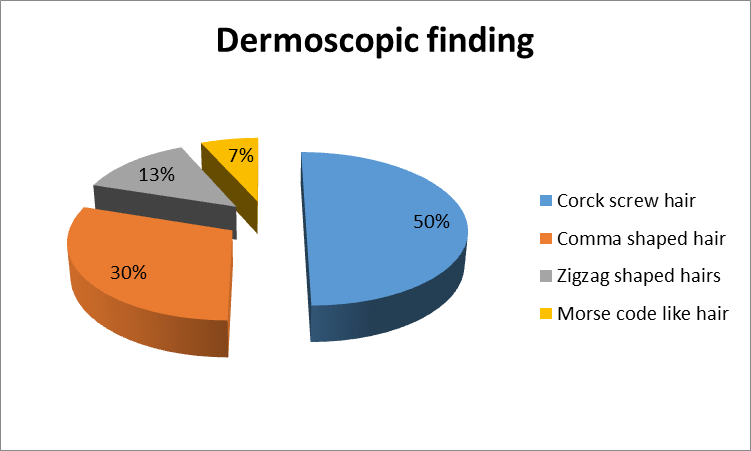 Dermoscopic finding
7%
13%
50%
30%
Corck screw hair
Comma shaped hair
Zigzag shaped hairs
Morse code like hair